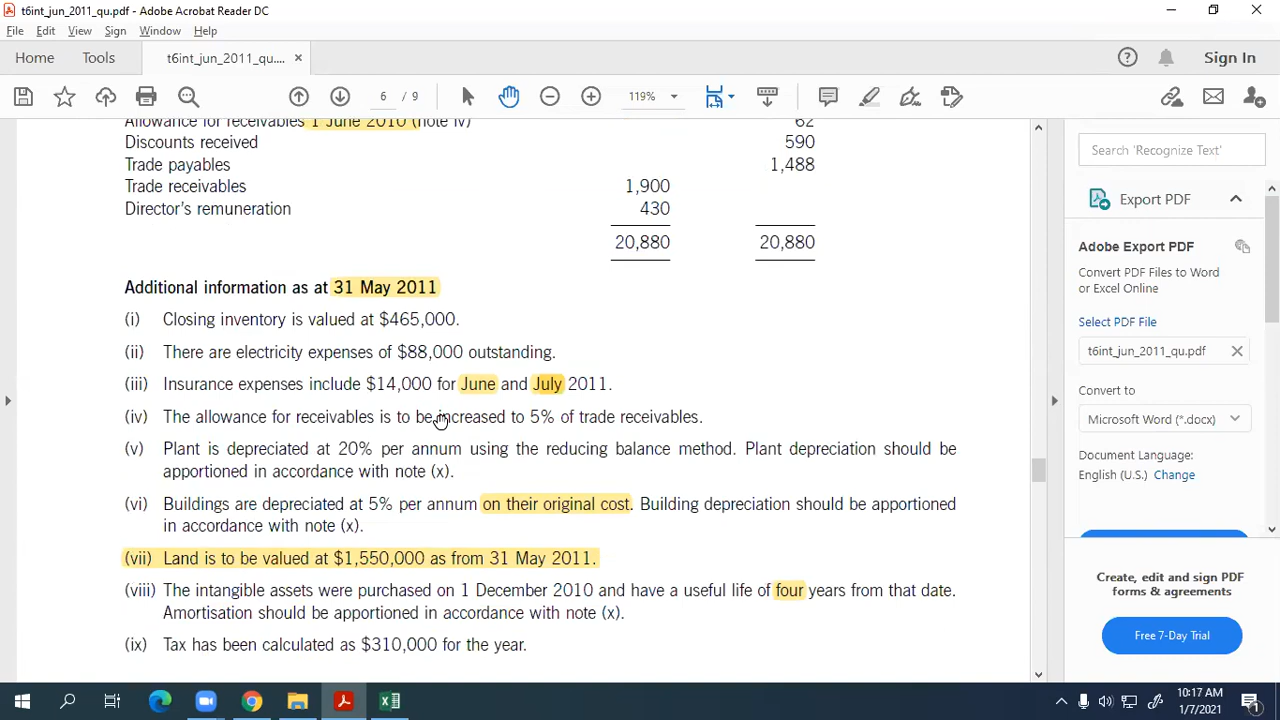 t6int_jun_2011_qu.pdf - Adobe Acrobat Reader DC
File Edit View Sign Window Help
Home Tools t6int_jun_2011_qu.... × Sign In
6 / 9 119%
Allowance for receivables 1 June 2010 (note iv) 62
Discounts received 590
Trade payables 1,488
Trade receivables 1,900
Director's remuneration 430
20,880 20,880
Additional information as at 31 May 2011
(i) Closing inventory is valued at $465,000.
(ii) There are electricity expenses of $88,000 outstanding.
(iii) Insurance expenses include $14,000 for June and July 2011.
(iv) The allowance for receivables is to be increased to 5% of trade receivables.
(v) Plant is depreciated at 20% per annum using the reducing balance method. Plant depreciation should be
apportioned in accordance with note (x).
(vi) Buildings are depreciated at 5% per annum on their original cost. Building depreciation should be apportioned
in accordance with note (x).
(vii) Land is to be valued at $1,550,000 as from 31 May 2011.
(viii) The intangible assets were purchased on 1 December 2010 and have a useful life of four years from that date.
Amortisation should be apportioned in accordance with note (x).
(ix) Tax has been calculated as $310,000 for the year.
Search 'Recognize Text'
Export PDF
Adobe Export PDF
Convert PDF Files to Word
or Excel Online
Select PDF File
t6int_jun_2011_qu.pdf
Convert to
Microsoft Word (*.docx)
Document Language:
English (U.S.) Change
Create, edit and sign PDF
forms & agreements
Free 7-Day Trial
10:17 AM
1/7/2021